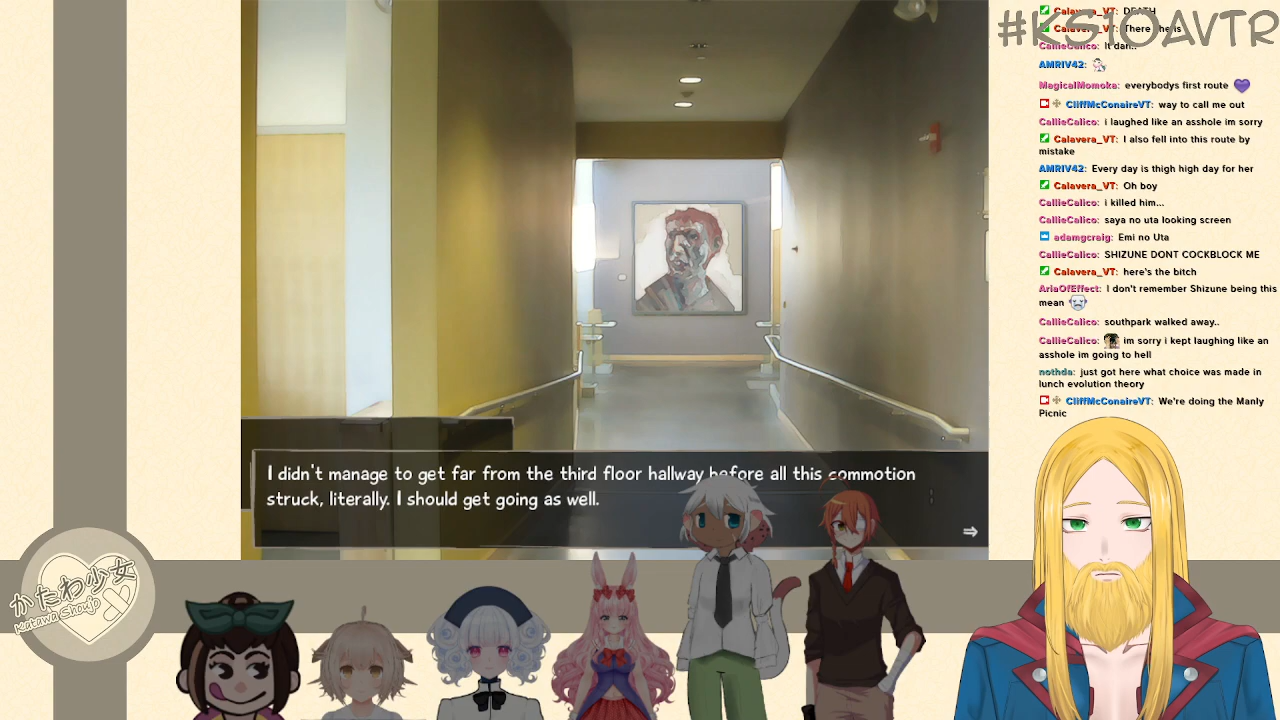 #KS10AVTR
Calavera_VT: DEATH
Calavera_VT: There she is
CallieCalico: It dan..
AMRIV42:
MagicalMomoka: everybodys first route
CliffMcConaireVT: way to call me out
CallieCalico: i laughed like an asshole im sorry
Calavera_VT: I also fell into this route by
mistake
AMRIV42: Every day is thigh high day for her
Calavera_VT: Oh boy
CallieCalico: i killed him...
CallieCalico: saya no uta looking screen
adamgcraig: Emi no Uta
CallieCalico: SHIZUNE DONT COCKBLOCK ME
Calavera_VT: here's the bitch
AriaOfEffect: I don't remember Shizune being this
mean
CallieCalico: southpark walked away..
CallieCalico: im sorry i kept laughing like an
asshole im going to hell
nothda: just got here what choice was made in
lunch evolution theory
CliffMcConaireVT: We're doing the Manly
Picnic
I didn't manage to get far from the third floor hallway before all this commotion
struck, literally. I should get going as well.
かたわ少女
Katawa Shoujo